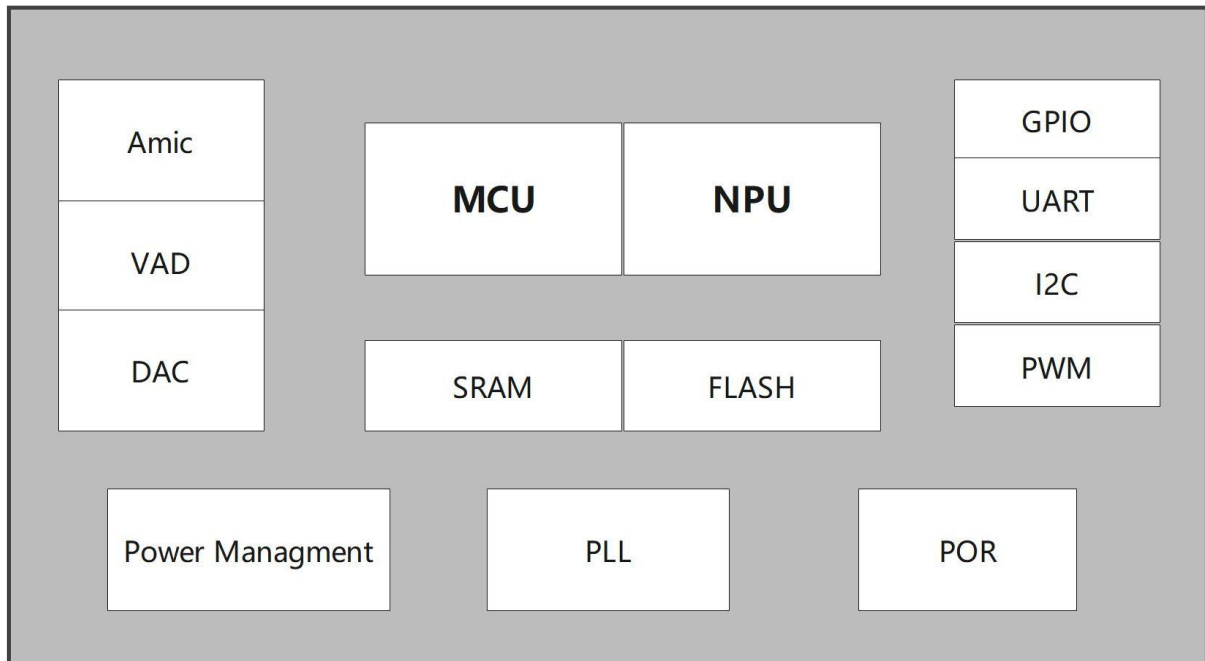 Amic
VAD
DAC
MCU
NPU
SRAM
FLASH
GPIO
UART
I2C
PWM
Power Managment
PLL
POR